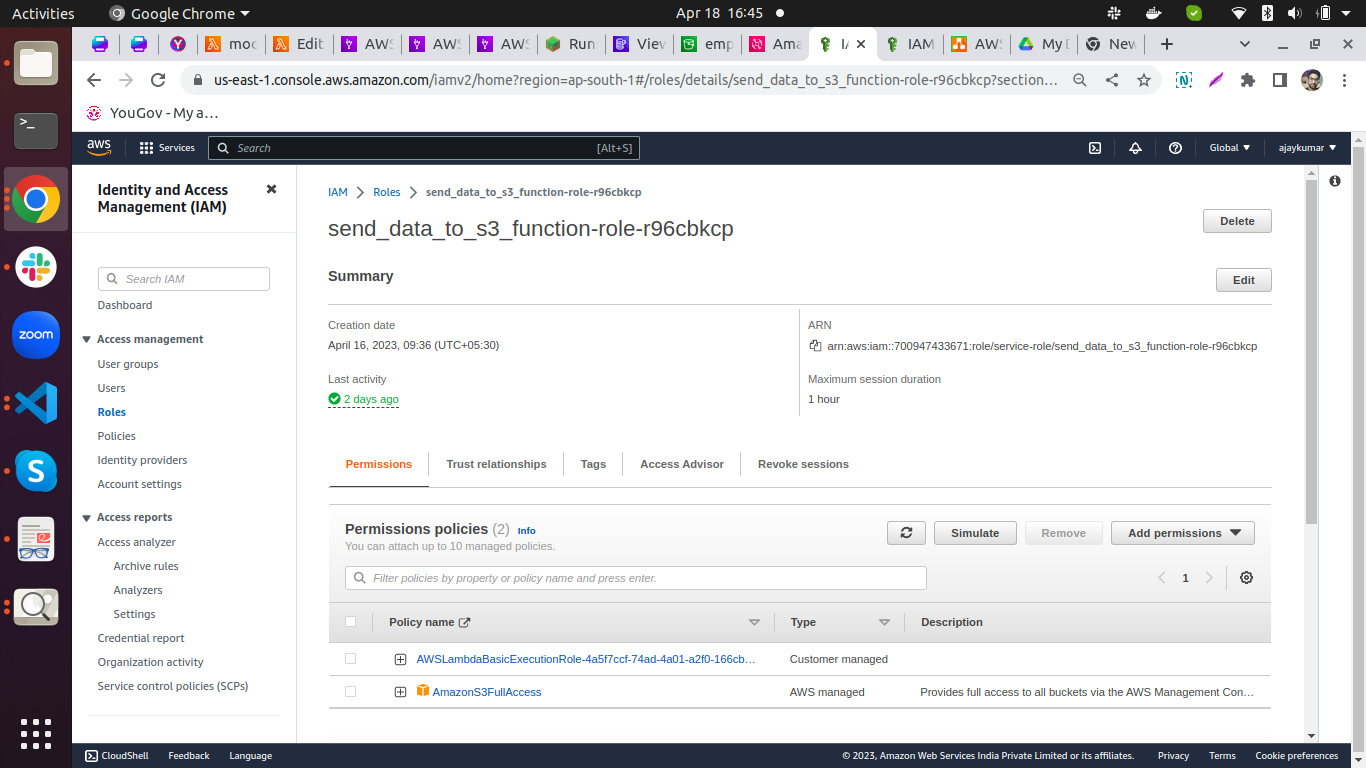 Activities
Google Chrome
Apr 18 16:45
moc
Edit
AWS
AWS
AWS
Run
View
emp
Ama
IA
IAM
AWS
My D
New
us-east-1.console.aws.amazon.com/iamv2/home?region=ap-south-1#/roles/details/send_data_to_s3_function-role-r96cbkcp?section...
YouGov - My a...
aws
Services
Search
[Alt+S]
Global
ajaykumar
Identity and Access
Management (IAM)
Search IAM
Dashboard
Access management
User groups
Users
Roles
Policies
Identity providers
Account settings
Access reports
Access analyzer
Archive rules
Analyzers
Settings
Credential report
Organization activity
Service control policies (SCPs)
IAM
Roles
send_data_to_s3_function-role-r96cbkcp
send_data_to_s3_function-role-r96cbkcp
Delete
Summary
Edit
Creation date
April 16, 2023, 09:36 (UTC+05:30)
Last activity
2 days ago
ARN
arn:aws:iam::700947433671:role/service-role/send_data_to_s3_function-role-r96cbkcp
Maximum session duration
1 hour
Permissions
Trust relationships
Tags
Access Advisor
Revoke sessions
Permissions policies (2) Info
You can attach up to 10 managed policies.
Simulate
Remove
Add permissions
Filter policies by property or policy name and press enter.
1
Policy name
Type
Description
AWSLambdaBasicExecutionRole-4a5f7ccf-74ad-4a01-a2f0-166cb...
Customer managed
AmazonS3FullAccess
AWS managed
Provides full access to all buckets via the AWS Management Con...
CloudShell
Feedback
Language
© 2023, Amazon Web Services India Private Limited or its affiliates.
Privacy
Terms
Cookie preferences
zoom